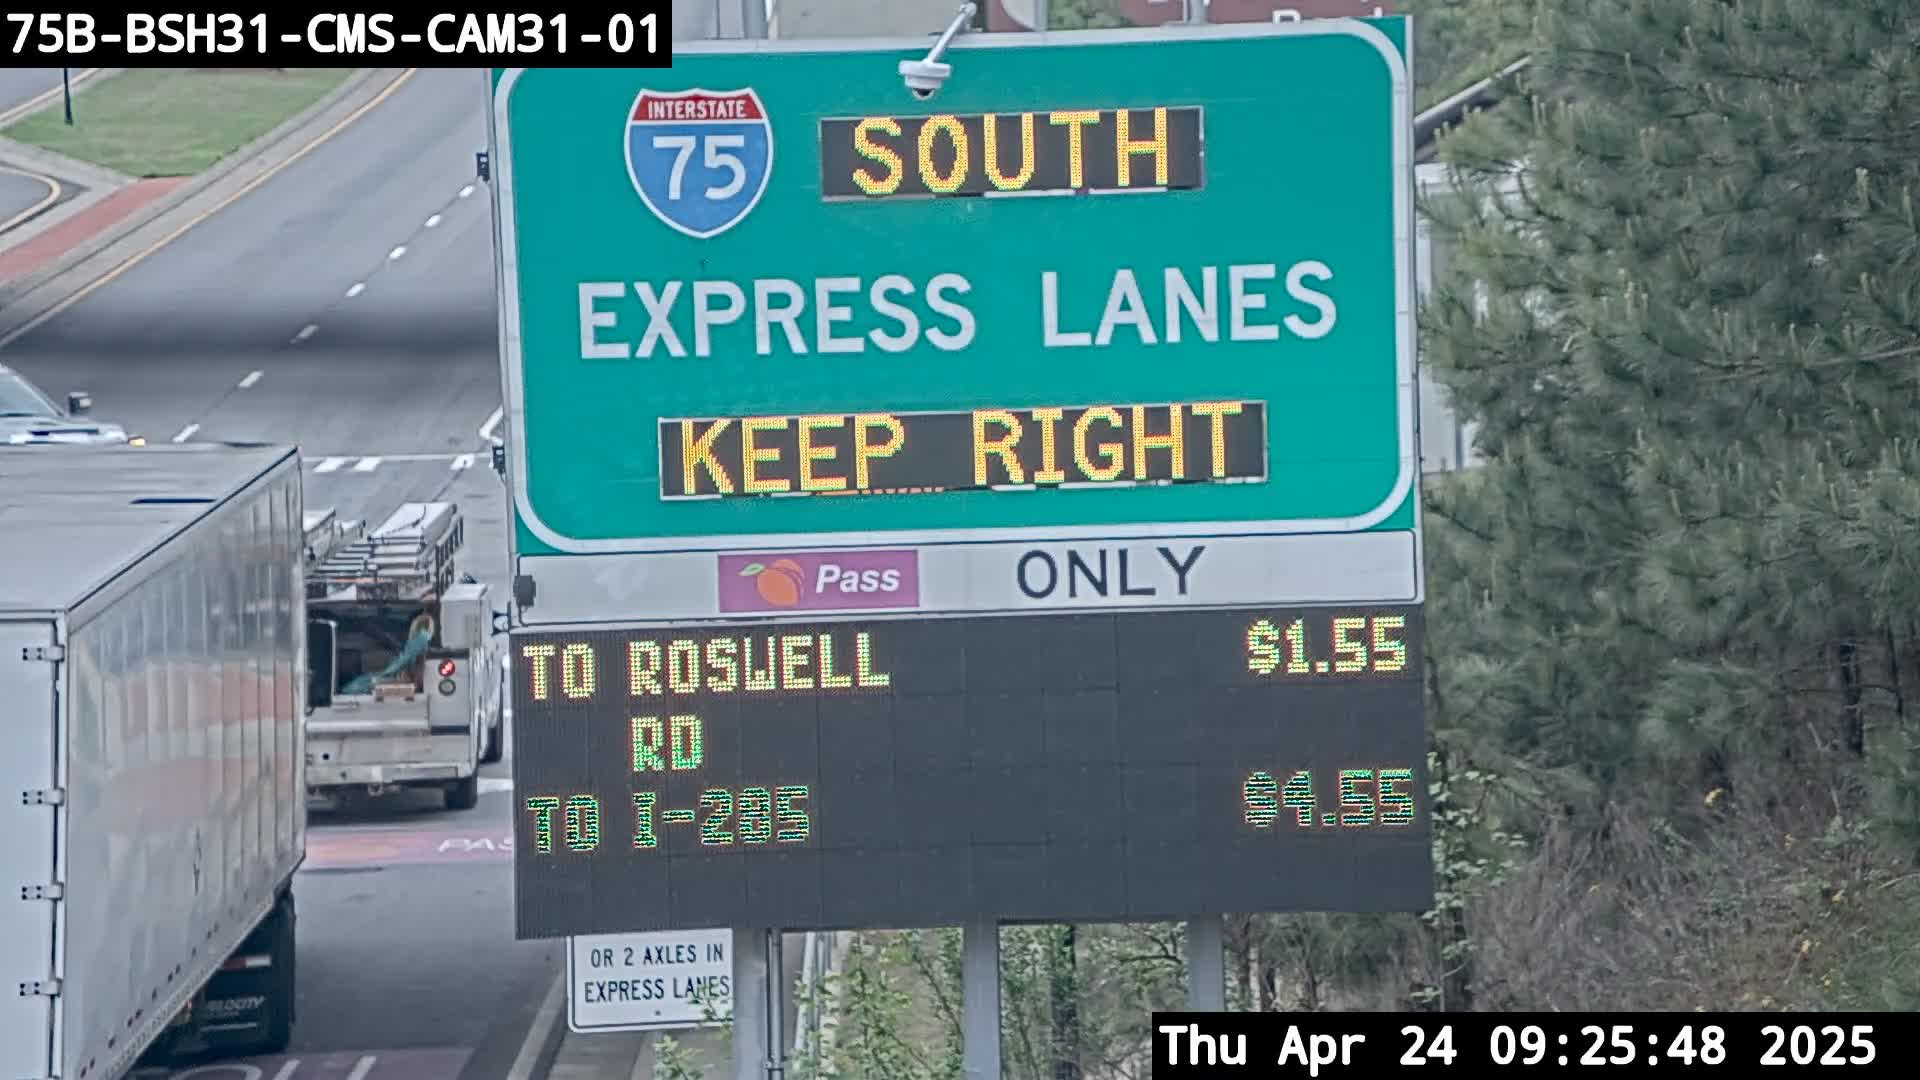 75B-BSH31-CMS-CAM31-01
INTERSTATE
75
SOUTH
EXPRESS LANES
KEEP RIGHT
Pass ONLY
TO ROSWELL $1.55
RD
TO I-285 $4.55
OR 2 AXLES IN
EXPRESS LANES
Thu Apr 24 09:25:48 2025